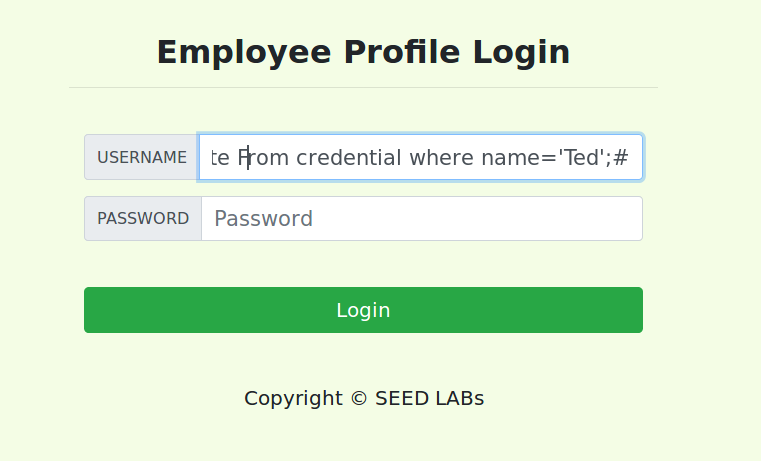 Employee Profile Login
USERNAME te From credential where name='Ted';#
PASSWORD Password
Login
Copyright © SEED LABs